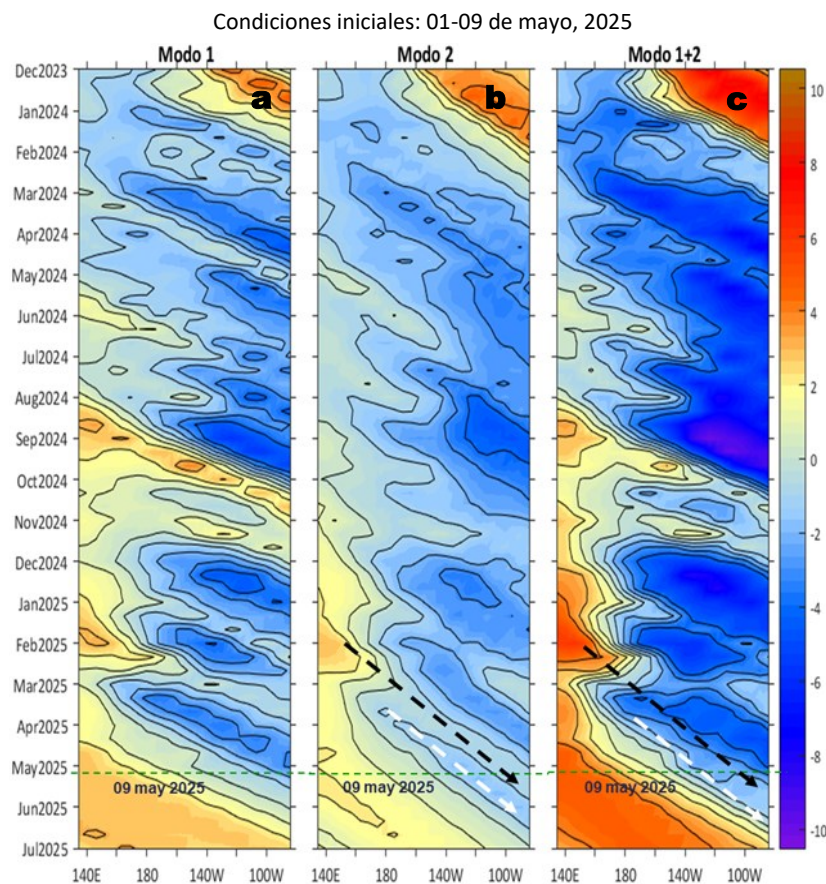 Condiciones iniciales: 01-09 de mayo, 2025
Modo 1
Modo 2
Modo 1+2
a
b
c
Dec2023
Jan2024
Feb2024
Mar2024
Apr2024
May2024
Jun2024
Jul2024
Aug2024
Sep2024
Oct2024
Nov2024
Dec2024
Jan2025
Feb2025
Mar2025
Apr2025
May2025
Jun2025
Jul2025
09 may 2025
09 may 2025
09 may 2025
140E 180 140W 100W
140E 180 140W 100W
140E 180 140W 100W
10
8
6
4
2
0
-2
-4
-6
-8
-10